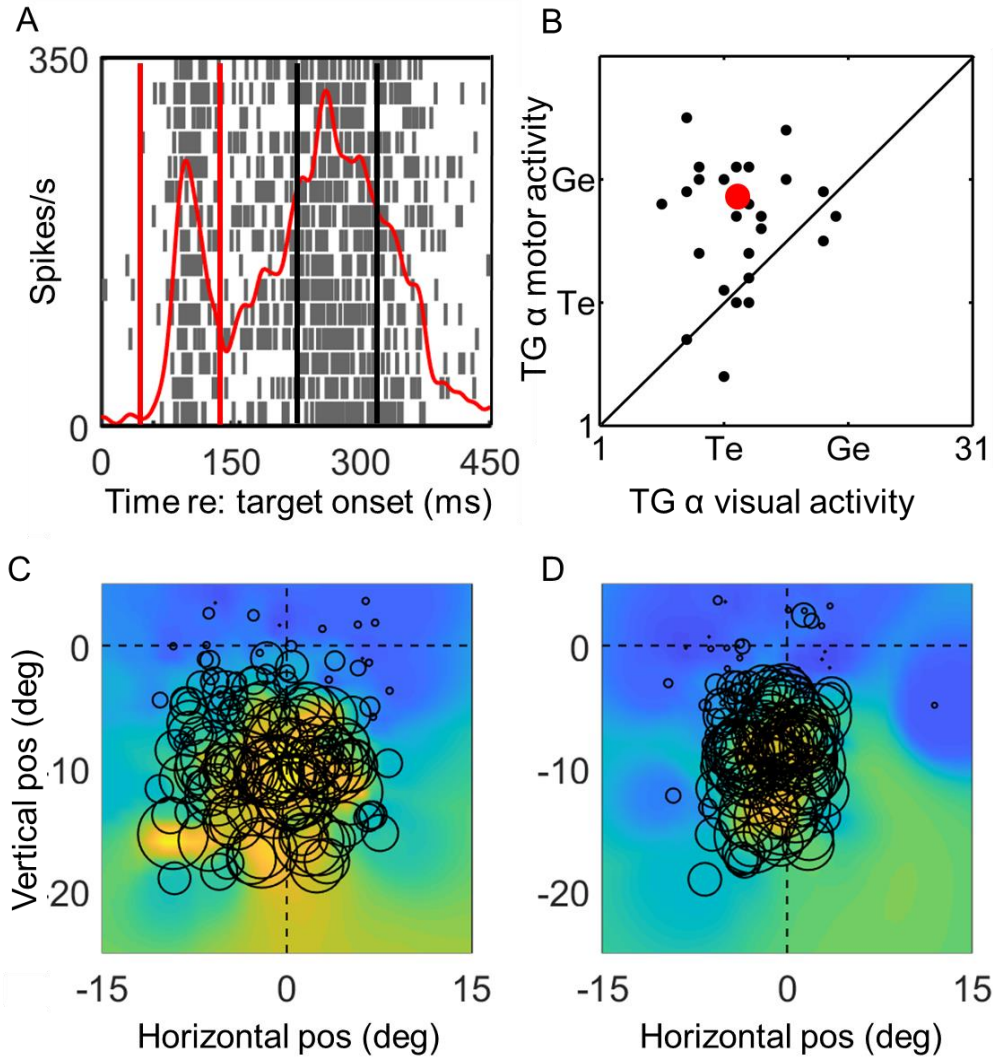 A
B
350
0
Spikes/s
0 150 300 450
Time re: target onset (ms)
TG α motor activity
Ge
Te
1
1 Te Ge 31
TG α visual activity
C
D
0
-10
-20
Vertical pos (deg)
-15 0 15
Horizontal pos (deg)
0
-10
-20
-15 0 15
Horizontal pos (deg)